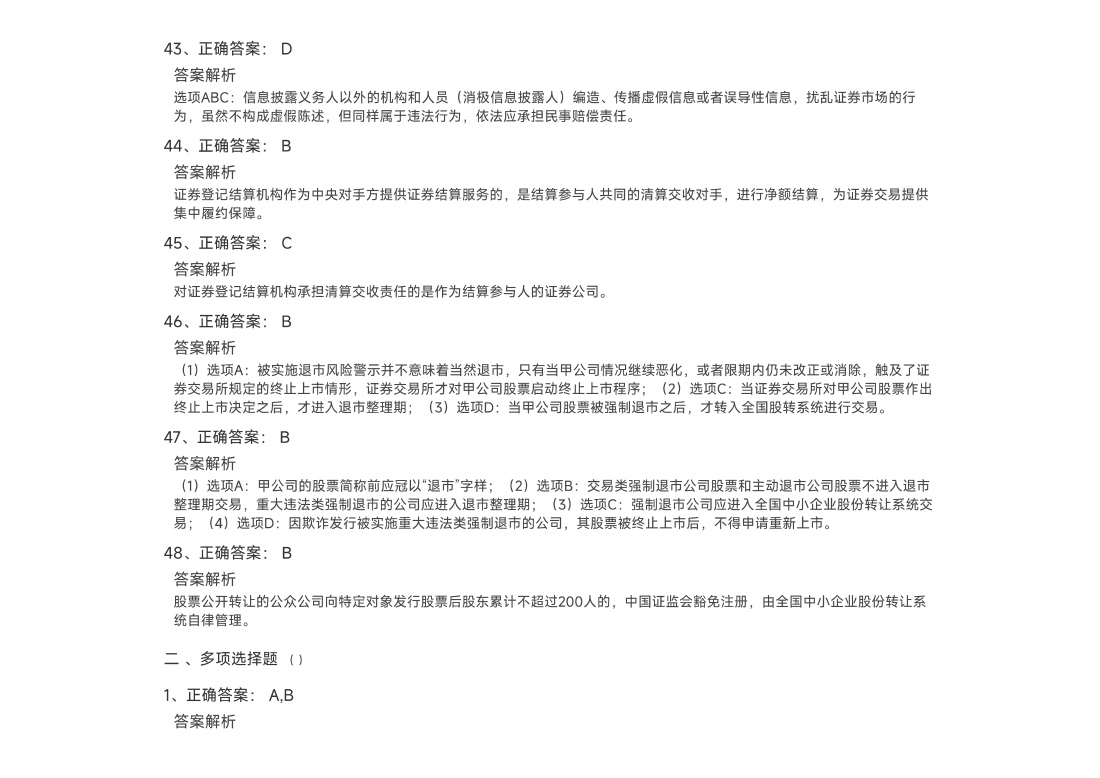 43、正确答案： D
答案解析
选项ABC：信息披露义务人以外的机构和人员（消极信息披露人）编造、传播虚假信息或者误导性信息，扰乱证券市场的行
为，虽然不构成虚假陈述，但同样属于违法行为，依法应承担民事赔偿责任。
44、正确答案： B
答案解析
证券登记结算机构作为中央对手方提供证券结算服务的，是结算参与人共同的清算交收对手，进行净额结算，为证券交易提供
集中履约保障。
45、正确答案： C
答案解析
对证券登记结算机构承担清算交收责任的是作为结算参与人的证券公司。
46、正确答案： B
答案解析
（1）选项A：被实施退市风险警示并不意味着当然退市，只有当甲公司情况继续恶化，或者限期内仍未改正或消除，触及了证
券交易所规定的终止上市情形，证券交易所才对甲公司股票启动终止上市程序；（2）选项C：当证券交易所对甲公司股票作出
终止上市决定之后，才进入退市整理期；（3）选项D：当甲公司股票被强制退市之后，才转入全国股转系统进行交易。
47、正确答案： B
答案解析
（1）选项A：甲公司的股票简称前应冠以“退市”字样；（2）选项B：交易类强制退市公司股票和主动退市公司股票不进入退市
整理期交易，重大违法类强制退市的公司应进入退市整理期；（3）选项C：强制退市公司应进入全国中小企业股份转让系统交
易；（4）选项D：因欺诈发行被实施重大违法类强制退市的公司，其股票被终止上市后，不得申请重新上市。
48、正确答案： B
答案解析
股票公开转让的公众公司向特定对象发行股票后股东累计不超过200人的，中国证监会豁免注册，由全国中小企业股份转让系
统自律管理。
二 、多项选择题 （ ）
1、正确答案： A,B
答案解析